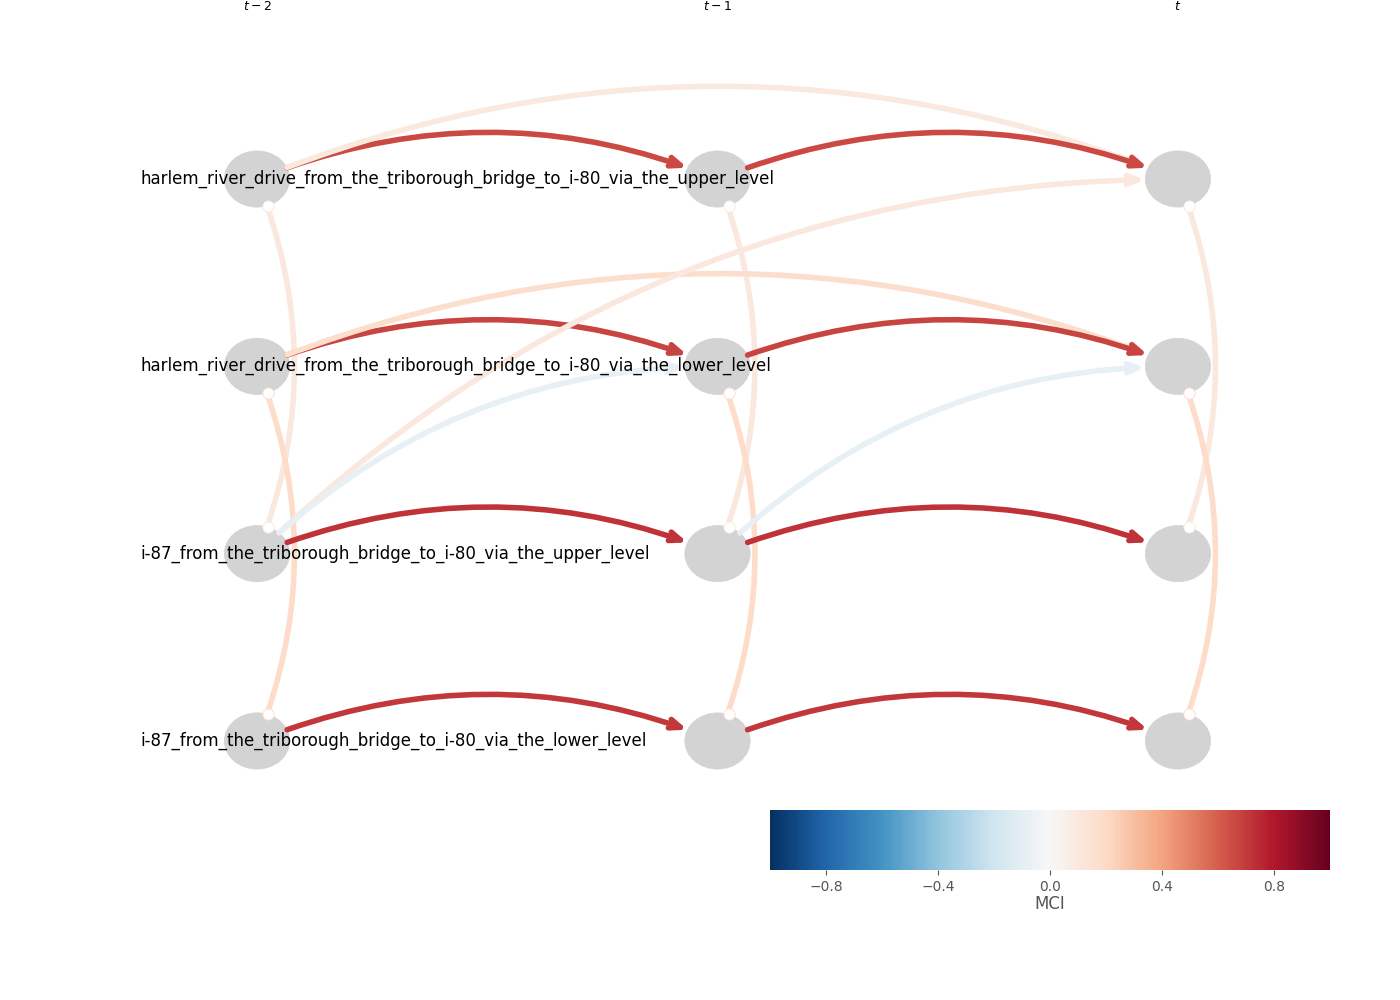 t − 2 t − 1 t
harlem_river_drive_from_the_triborough_bridge_to_i-80_via_the_upper_level
harlem_river_drive_from_the_triborough_bridge_to_i-80_via_the_lower_level
i-87_from_the_triborough_bridge_to_i-80_via_the_upper_level
i-87_from_the_triborough_bridge_to_i-80_via_the_lower_level
−0.8 −0.4 0.0 0.4 0.8
MCI